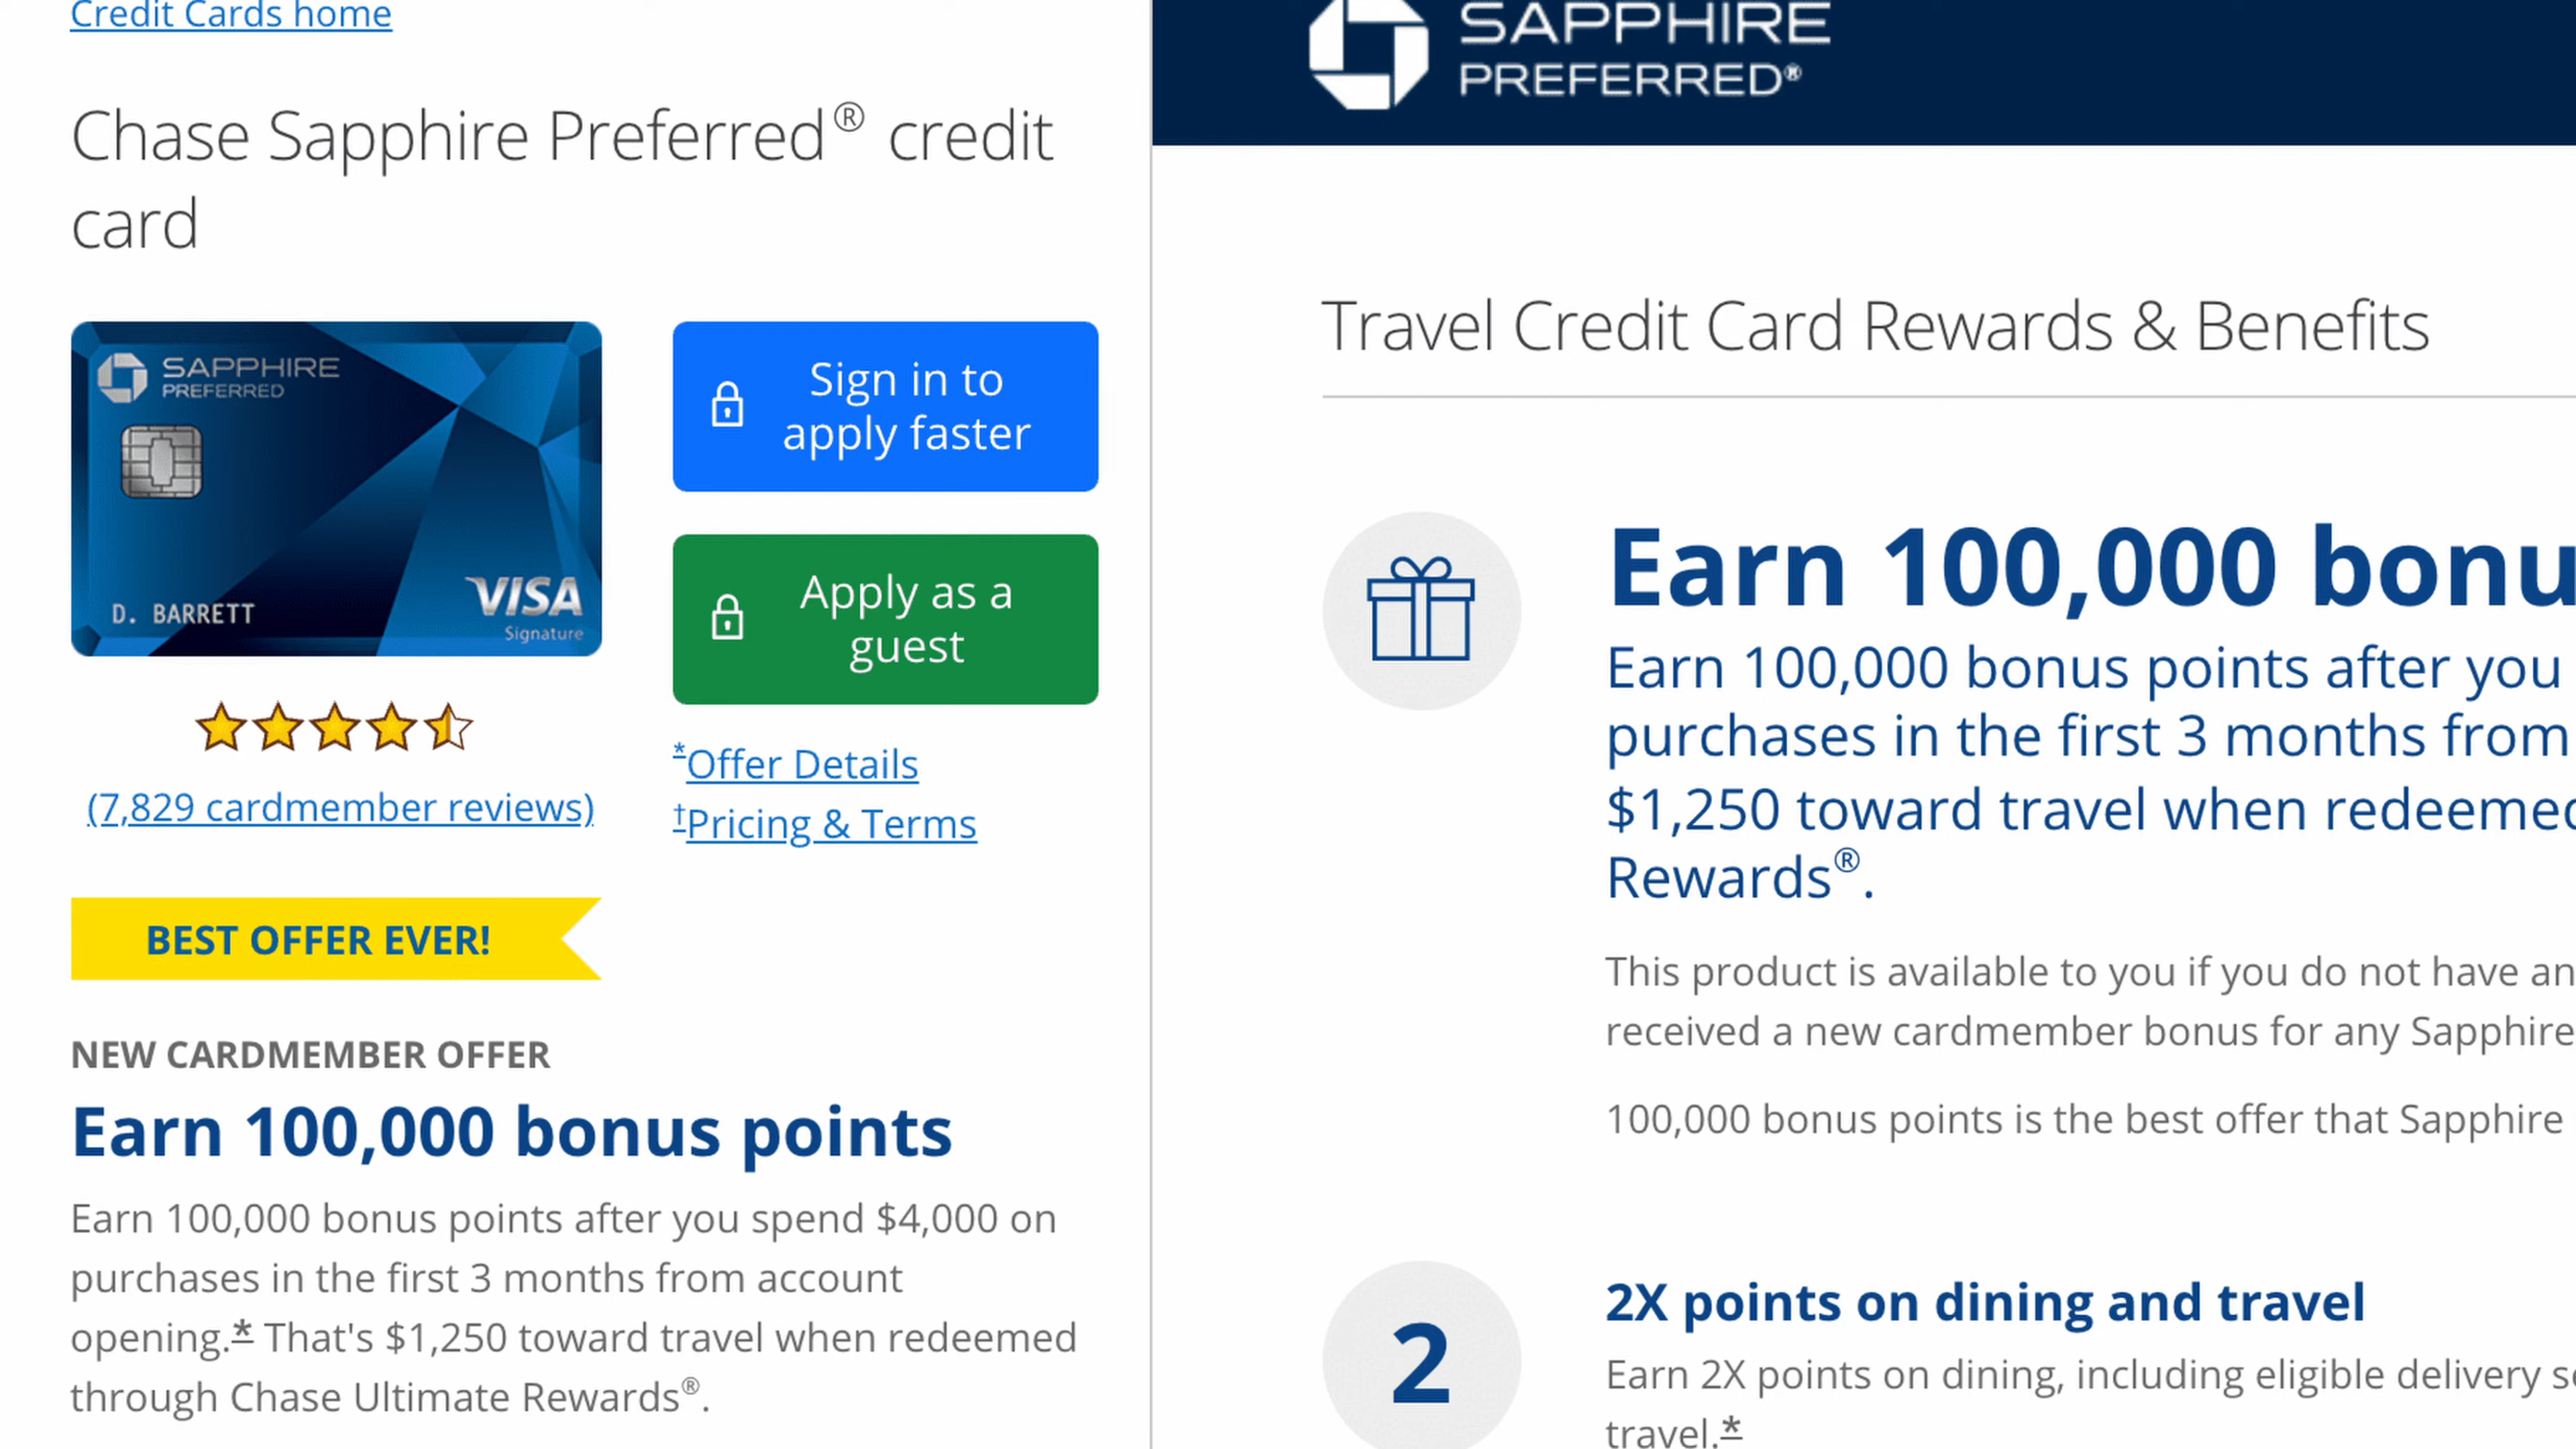 Credit Cards home
Chase Sapphire Preferred® credit
card
SAPPHIRE
PREFERRED
D. BARRETT
VISA
Signature
Sign in to
apply faster
Apply as a
guest
(7,829 cardmember reviews)
*Offer Details
†Pricing & Terms
BEST OFFER EVER!
NEW CARDMEMBER OFFER
Earn 100,000 bonus points
Earn 100,000 bonus points after you spend $4,000 on
purchases in the first 3 months from account
opening.* That's $1,250 toward travel when redeemed
through Chase Ultimate Rewards®.
SAPPHIRE
PREFERRED®
Travel Credit Card Rewards & Benefits
Earn 100,000 bonu
Earn 100,000 bonus points after you
purchases in the first 3 months from
$1,250 toward travel when redeemed
Rewards®.
This product is available to you if you do not have an
received a new cardmember bonus for any Sapphire
100,000 bonus points is the best offer that Sapphire
2
2X points on dining and travel
Earn 2X points on dining, including eligible delivery
travel.*